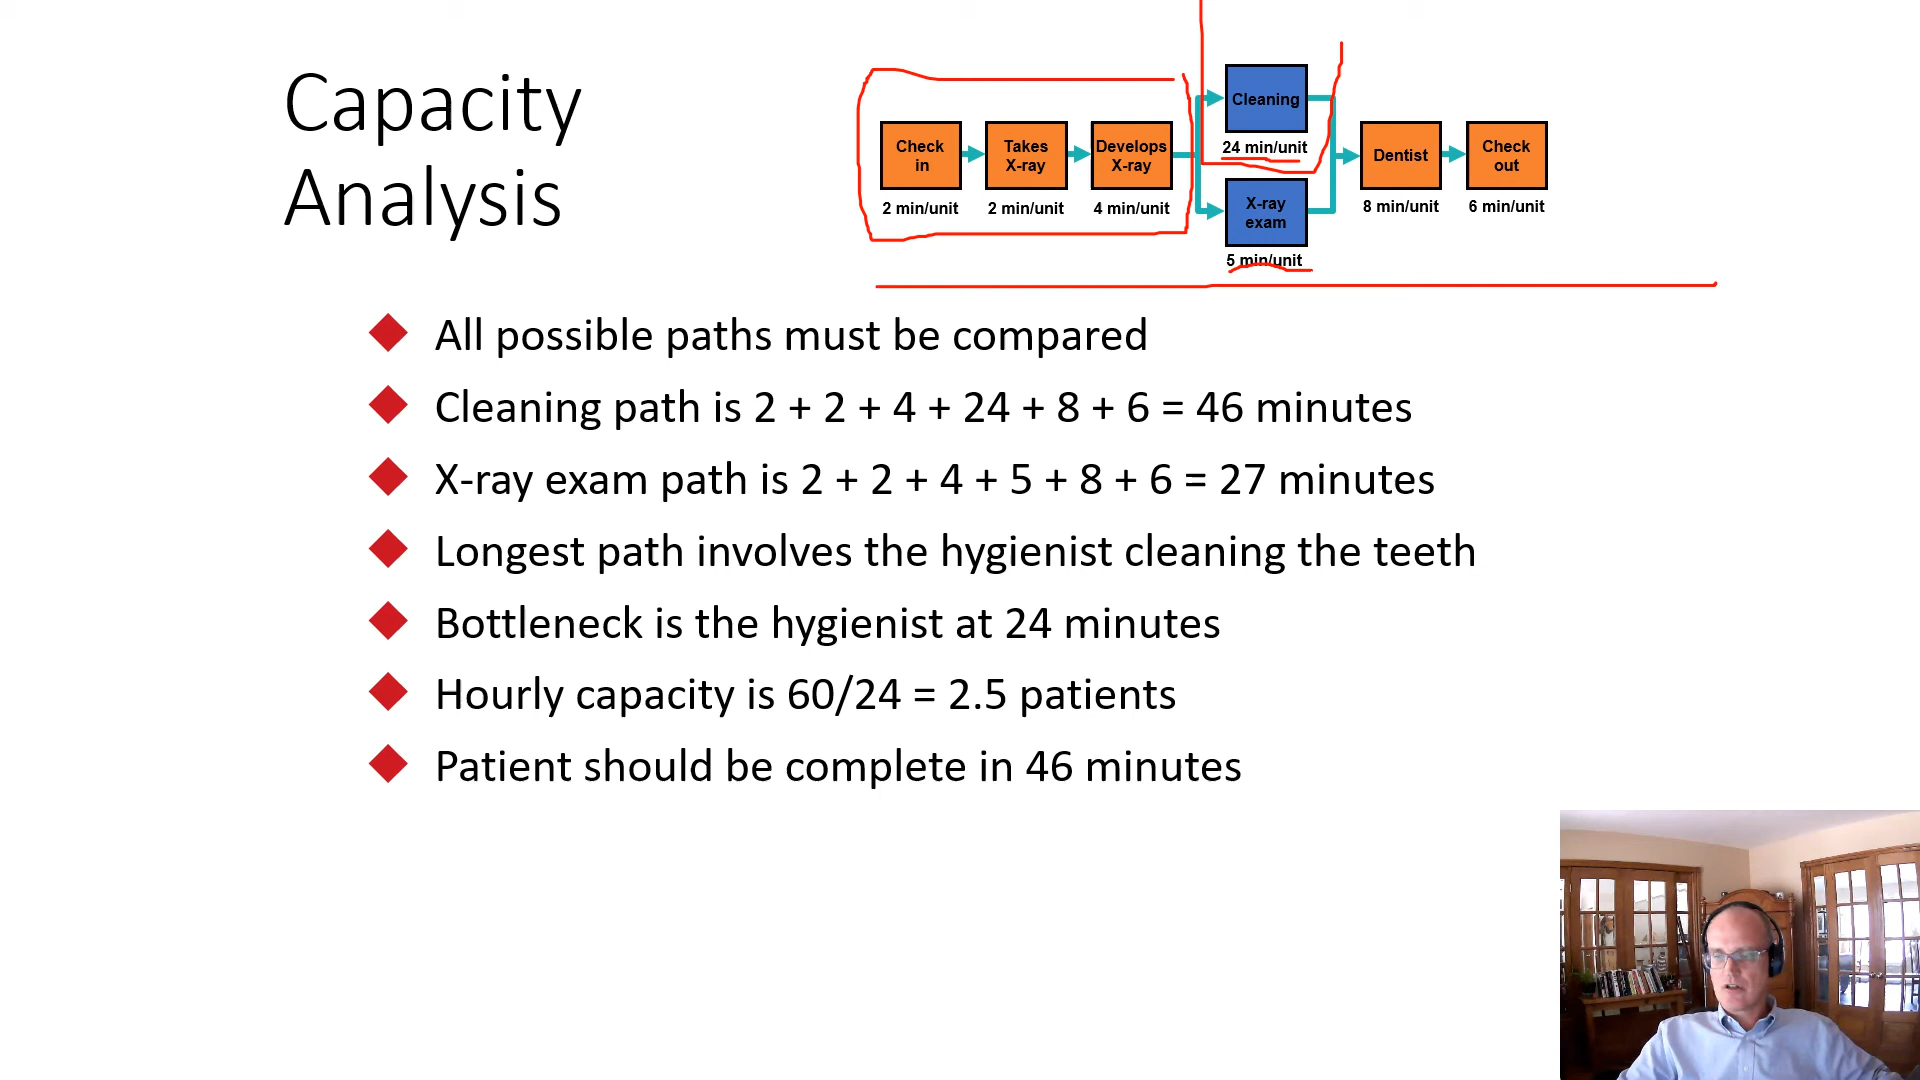 Capacity
Analysis
Check
in
2 min/unit
Takes
X-ray
2 min/unit
Develops
X-ray
4 min/unit
Cleaning
24 min/unit
X-ray
exam
5 min/unit
Dentist
8 min/unit
Check
out
6 min/unit
All possible paths must be compared
Cleaning path is 2 + 2 + 4 + 24 + 8 + 6 = 46 minutes
X-ray exam path is 2 + 2 + 4 + 5 + 8 + 6 = 27 minutes
Longest path involves the hygienist cleaning the teeth
Bottleneck is the hygienist at 24 minutes
Hourly capacity is 60/24 = 2.5 patients
Patient should be complete in 46 minutes